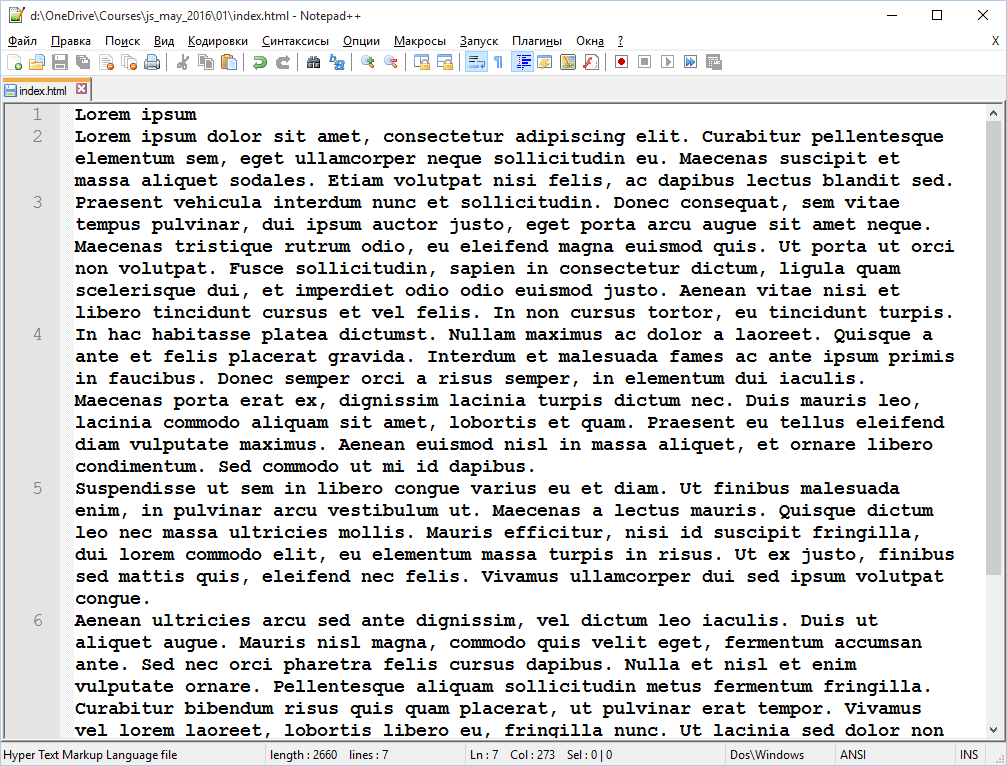 d:\OneDrive\Courses\js_may_2016\01\index.html - Notepad++
Файл Правка Поиск Вид Кодировки Синтаксисы Опции Макросы Запуск Плагины Окна ? X
index.html
1 Lorem ipsum
2 Lorem ipsum dolor sit amet, consectetur adipiscing elit. Curabitur pellentesque
elementum sem, eget ullamcorper neque sollicitudin eu. Maecenas suscipit et
massa aliquet sodales. Etiam volutpat nisi felis, ac dapibus lectus blandit sed.
3 Praesent vehicula interdum nunc et sollicitudin. Donec consequat, sem vitae
tempus pulvinar, dui ipsum auctor justo, eget porta arcu augue sit amet neque.
Maecenas tristique rutrum odio, eu eleifend magna euismod quis. Ut porta ut orci
non volutpat. Fusce sollicitudin, sapien in consectetur dictum, ligula quam
scelerisque dui, et imperdiet odio odio euismod justo. Aenean vitae nisi et
libero tincidunt cursus et vel felis. In non cursus tortor, eu tincidunt turpis.
4 In hac habitasse platea dictumst. Nullam maximus ac dolor a laoreet. Quisque a
ante et felis placerat gravida. Interdum et malesuada fames ac ante ipsum primis
in faucibus. Donec semper orci a risus semper, in elementum dui iaculis.
Maecenas porta erat ex, dignissim lacinia turpis dictum nec. Duis mauris leo,
lacinia commodo aliquam sit amet, lobortis et quam. Praesent eu tellus eleifend
diam vulputate maximus. Aenean euismod nisl in massa aliquet, et ornare libero
condimentum. Sed commodo ut mi id dapibus.
5 Suspendisse ut sem in libero congue varius eu et diam. Ut finibus malesuada
enim, in pulvinar arcu vestibulum ut. Maecenas a lectus mauris. Quisque dictum
leo nec massa ultricies mollis. Mauris efficitur, nisi id suscipit fringilla,
dui lorem commodo elit, eu elementum massa turpis in risus. Ut ex justo, finibus
sed mattis quis, eleifend nec felis. Vivamus ullamcorper dui sed ipsum volutpat
congue.
6 Aenean ultricies arcu sed ante dignissim, vel dictum leo iaculis. Duis ut
aliquet augue. Mauris nisl magna, commodo quis velit eget, fermentum accumsan
ante. Sed nec orci pharetra felis cursus dapibus. Nulla et nisl et enim
vulputate ornare. Pellentesque aliquam sollicitudin metus fermentum fringilla.
Curabitur bibendum risus quis quam placerat, ut pulvinar erat tempor. Vivamus
vel lorem laoreet, lobortis libero eu, fringilla nunc. Ut lacinia sed dolor non
Hyper Text Markup Language file length : 2660 lines : 7 Ln : 7 Col : 273 Sel : 0 | 0 Dos\Windows ANSI INS